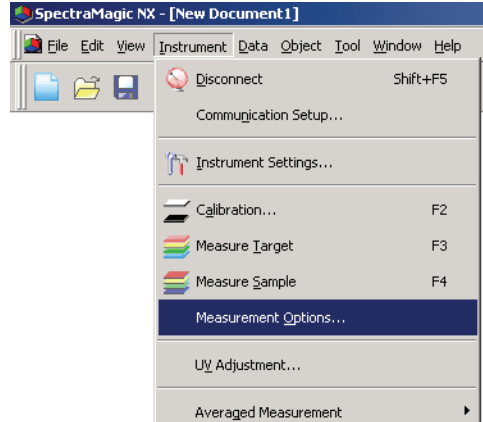 SpectraMagic NX - [New Document1]
File Edit View Instrument Data Object Tool Window Help
Disconnect Shift+F5
Communication Setup...
Instrument Settings...
Calibration... F2
Measure Target F3
Measure Sample F4
Measurement Options...
UV Adjustment...
Averaged Measurement